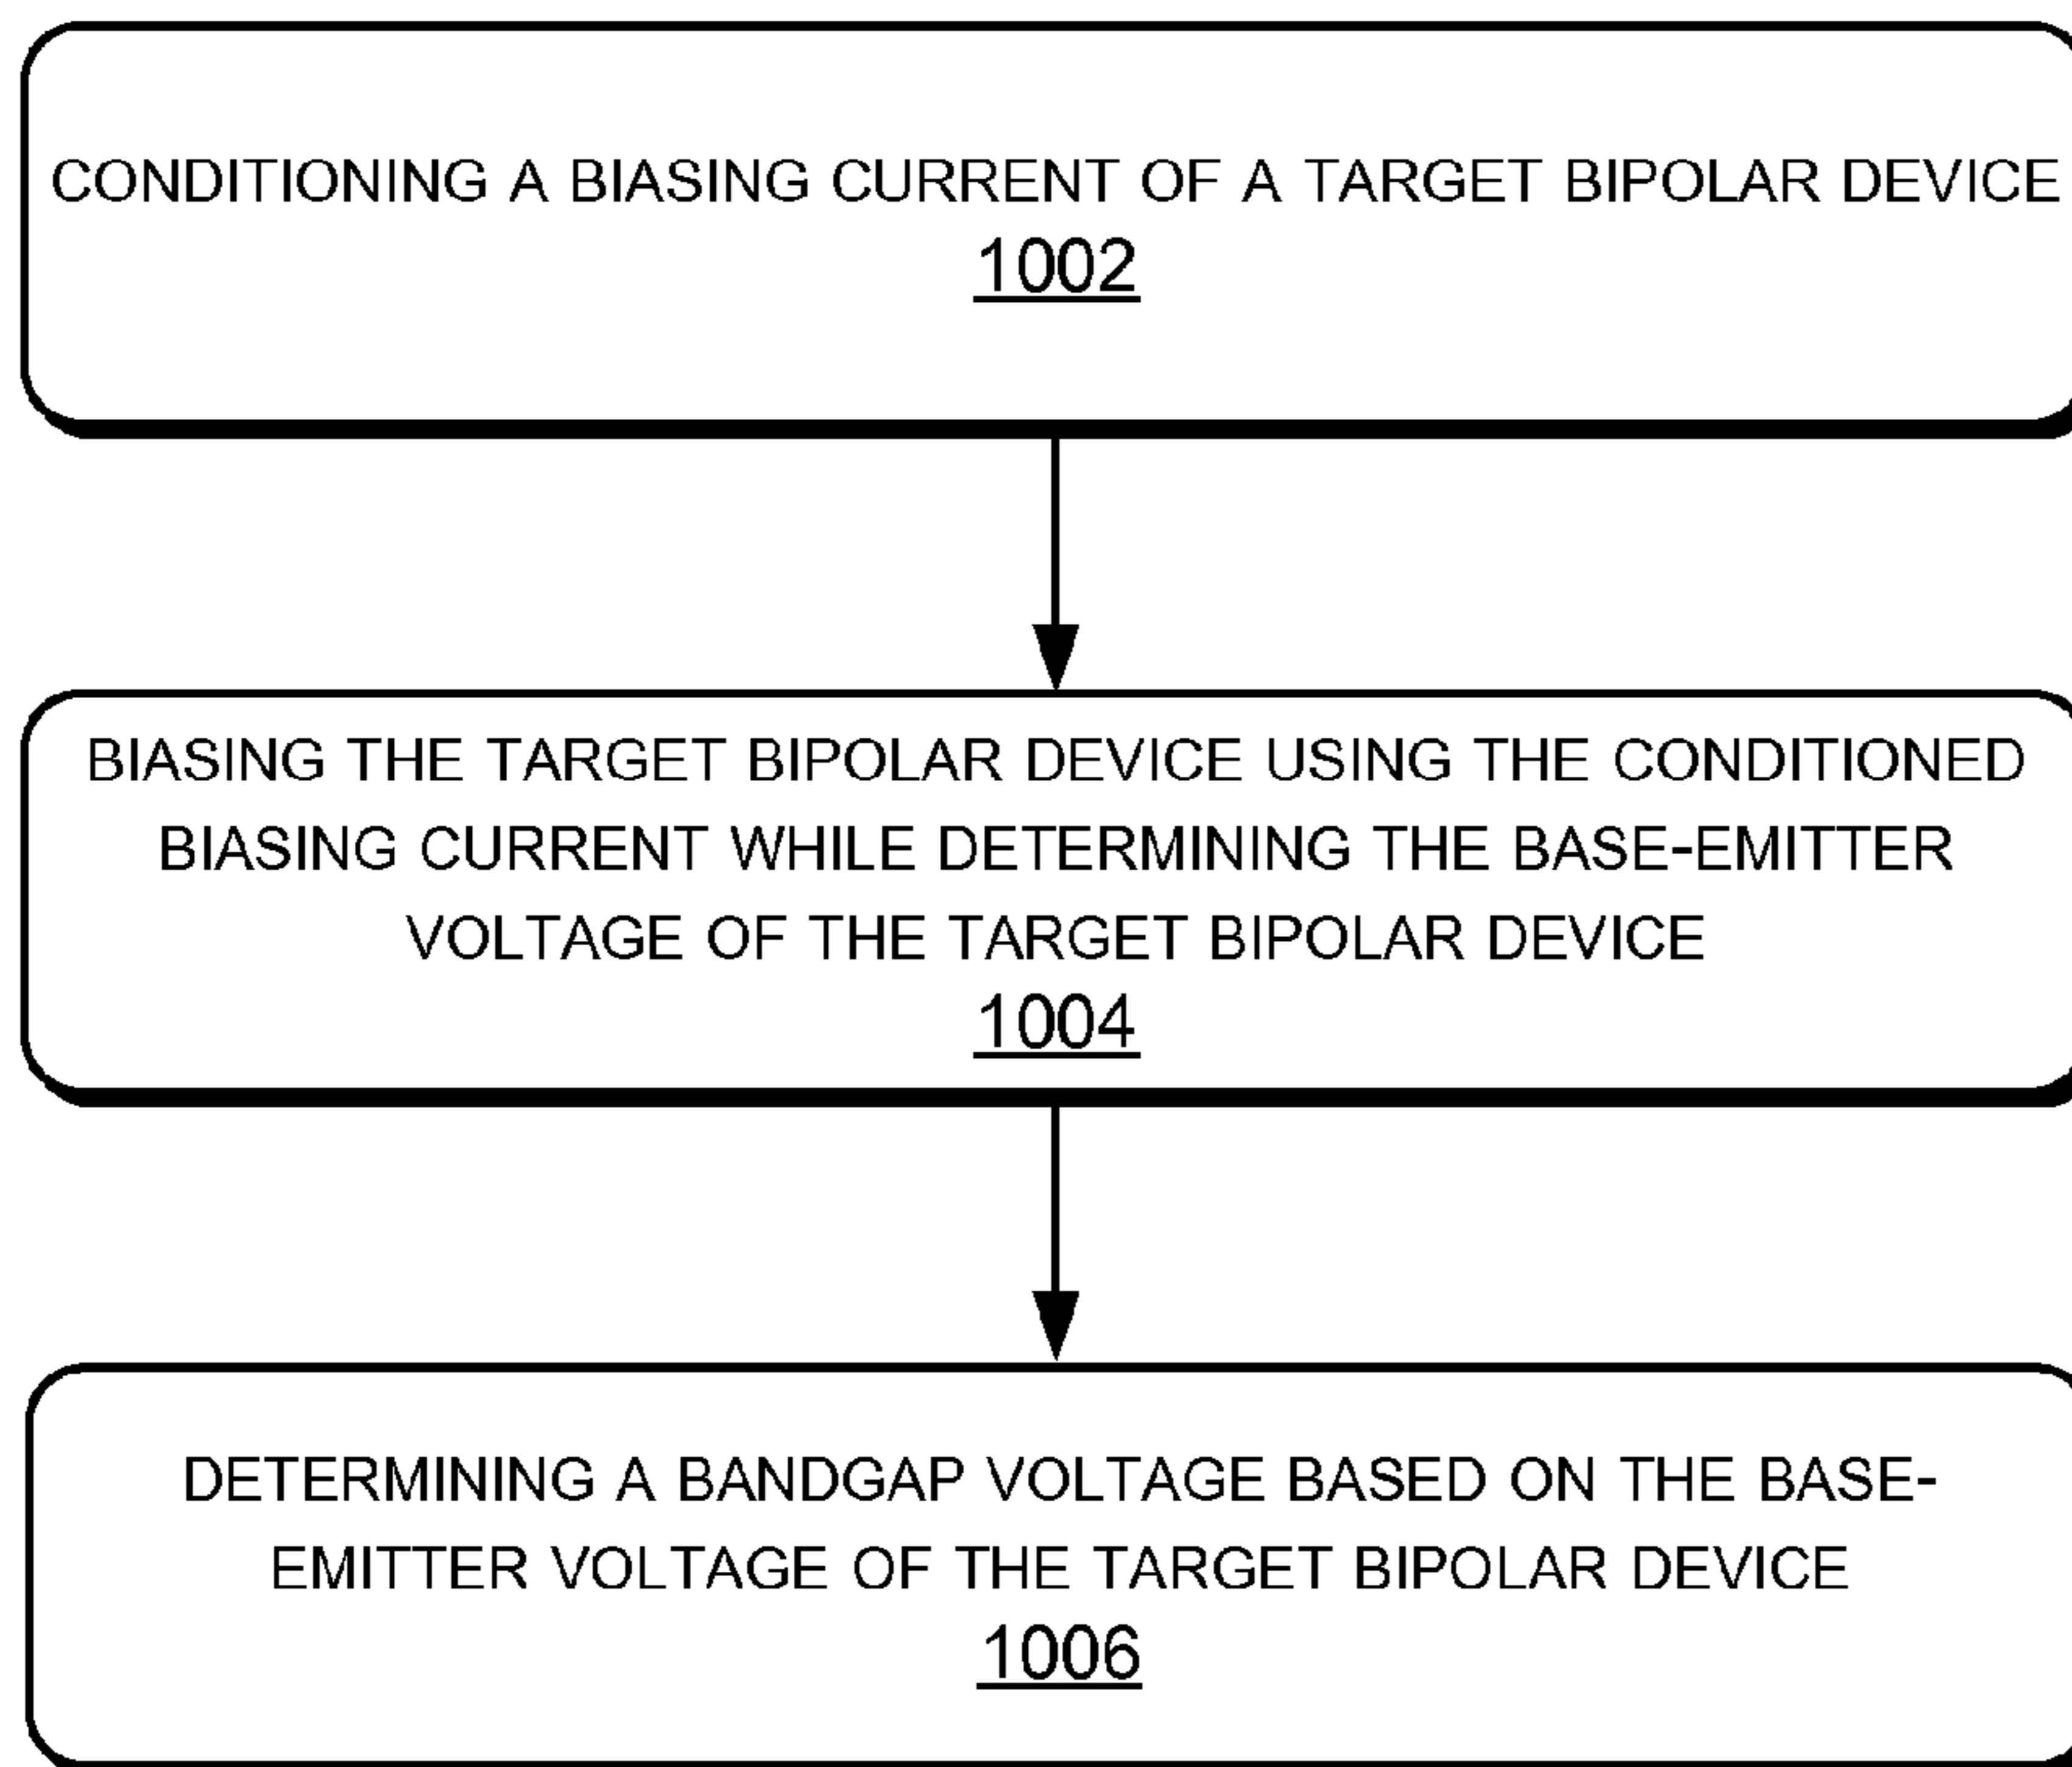 CONDITIONING A BIASING CURRENT OF A TARGET BIPOLAR DEVICE
1002
BIASING THE TARGET BIPOLAR DEVICE USING THE CONDITIONED
BIASING CURRENT WHILE DETERMINING THE BASE-EMITTER
VOLTAGE OF THE TARGET BIPOLAR DEVICE
1004
DETERMINING A BANDGAP VOLTAGE BASED ON THE BASE-
EMITTER VOLTAGE OF THE TARGET BIPOLAR DEVICE
1006